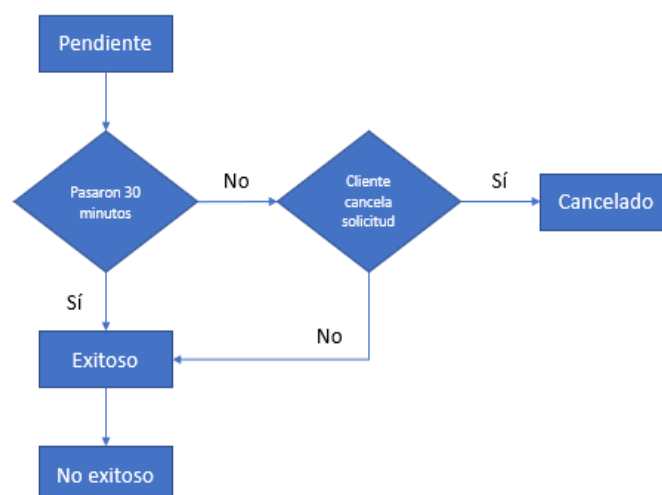 Pendiente
Pasaron 30
minutos
No
Cliente
cancela
solicitud
Sí
Cancelado
Sí
No
Exitoso
No exitoso